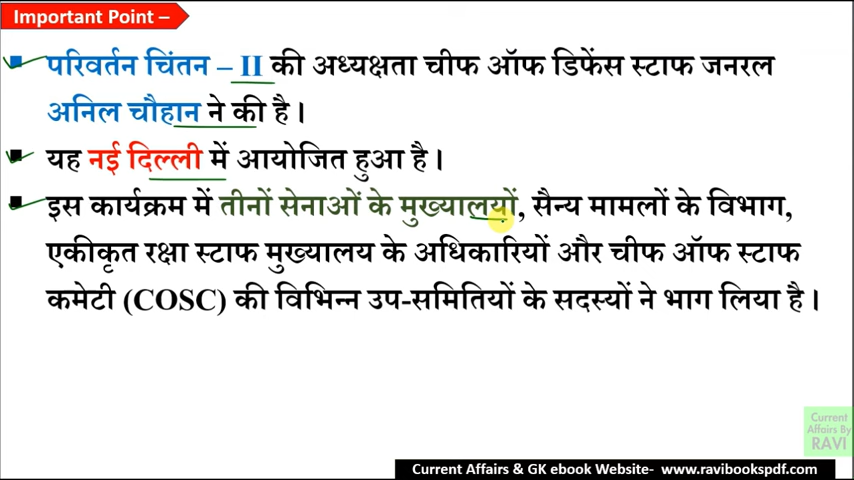 Important Point –
परिवर्तन चिंतन – II की अध्यक्षता चीफ ऑफ डिफेंस स्टाफ जनरल
अनिल चौहान ने की है।
यह नई दिल्ली में आयोजित हुआ है।
इस कार्यक्रम में तीनों सेनाओं के मुख्यालयों, सैन्य मामलों के विभाग,
एकीकृत रक्षा स्टाफ मुख्यालय के अधिकारियों और चीफ ऑफ स्टाफ
कमेटी (COSC) की विभिन्न उप-समितियों के सदस्यों ने भाग लिया है।
Current
Affairs By
RAVI
Current Affairs & GK ebook Website- www.ravibookspdf.com